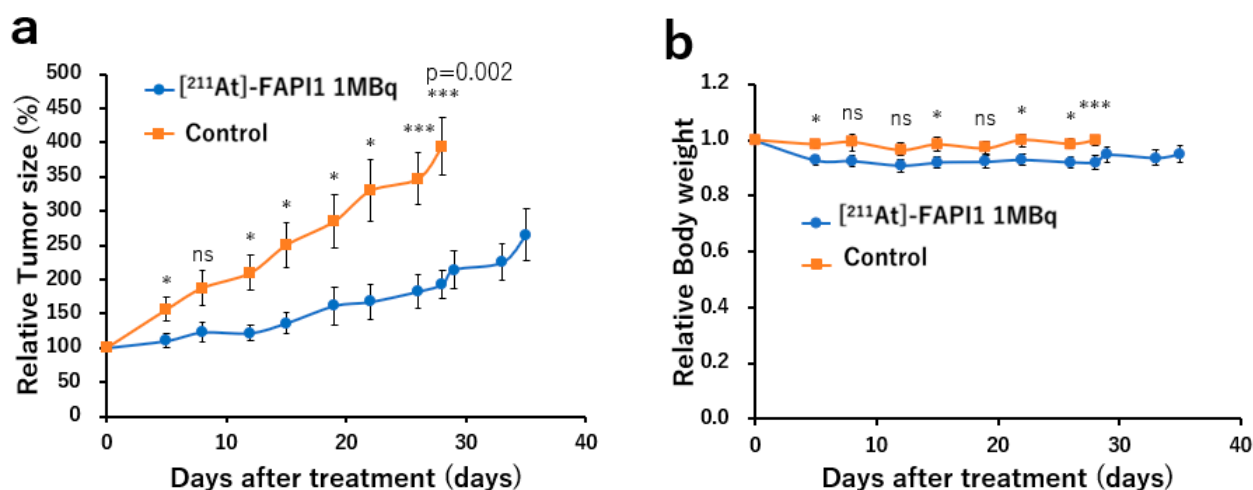 a
Relative Tumor size (%)
500
450
400
350
300
250
200
150
100
50
0
[²¹¹At]-FAPI1 1MBq
Control
p=0.002
* ns * * * * *** ***
0 10 20 30 40
Days after treatment (days)
b
Relative Body weight
1.2
1.0
0.8
0.6
0.4
0.2
0.0
* ns ns * ns * * ***
[²¹¹At]-FAPI1 1MBq
Control
0 10 20 30 40
Days after treatment (days)